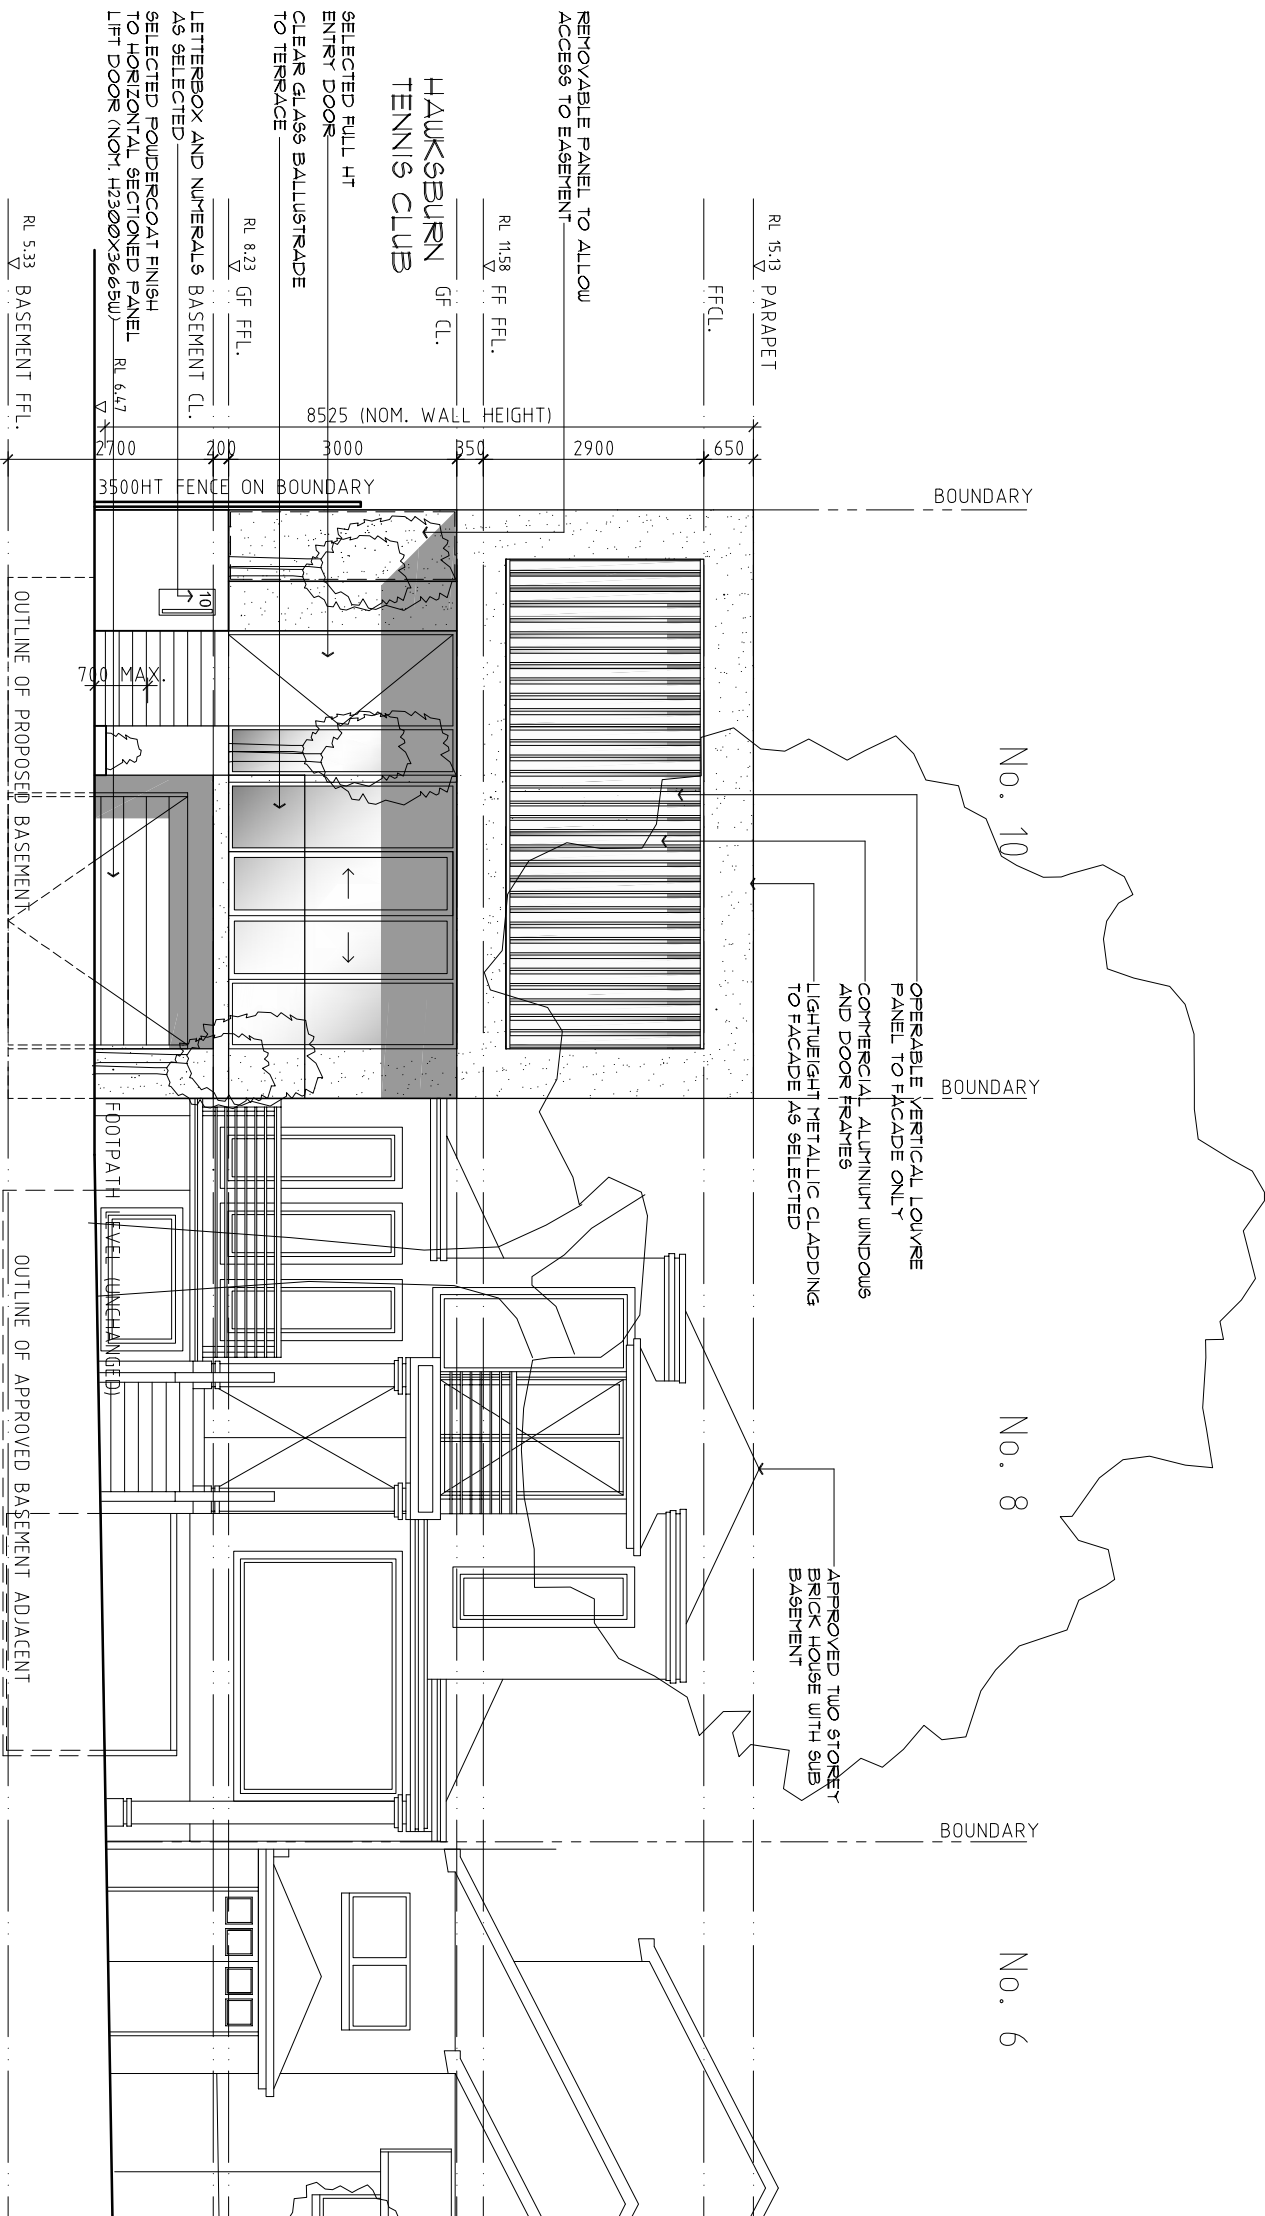 No. 10
No. 8
No. 6
BOUNDARY
BOUNDARY
BOUNDARY
OPERABLE VERTICAL LOUVRE
PANEL TO FACADE ONLY
COMMERCIAL ALUMINIUM WINDOWS
AND DOOR FRAMES
LIGHTWEIGHT METALLIC CLADDING
TO FACADE AS SELECTED
APPROVED TWO STOREY
BRICK HOUSE WITH SUB
BASEMENT
RL 15.13
PARAPET
FFCL.
RL 11.58
FF FFL.
GF CL.
RL 8.23
GF FFL.
BASEMENT CL.
RL 6.47
RL 5.33
BASEMENT FFL.
REMOVABLE PANEL TO ALLOW
ACCESS TO EASEMENT
HAWKSBURN
TENNIS CLUB
SELECTED FULL HT
ENTRY DOOR
CLEAR GLASS BALLUSTRADE
TO TERRACE
LETTERBOX AND NUMERALS
AS SELECTED
SELECTED POWDERCOAT FINISH
TO HORIZONTAL SECTIONED PANEL
LIFT DOOR (NOM. H2300X3665W)
8525 (NOM. WALL HEIGHT)
650
2900
350
3000
200
2700
3500HT FENCE ON BOUNDARY
10
700 MAX.
FOOTPATH LEVEL (UNCHANGED)
OUTLINE OF PROPOSED BASEMENT
OUTLINE OF APPROVED BASEMENT ADJACENT